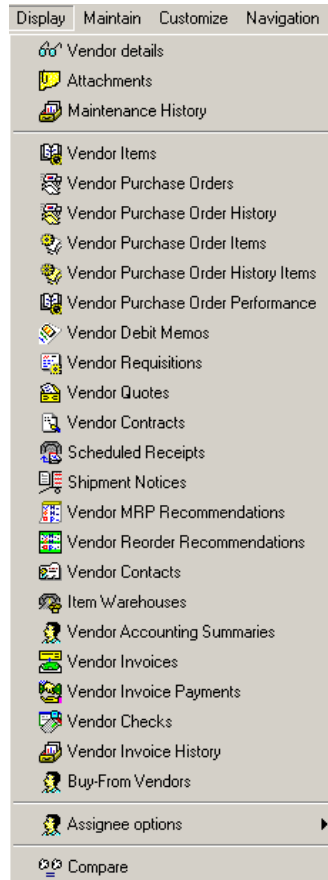 Display Maintain Customize Navigation
Vendor details
Attachments
Maintenance History
Vendor Items
Vendor Purchase Orders
Vendor Purchase Order History
Vendor Purchase Order Items
Vendor Purchase Order History Items
Vendor Purchase Order Performance
Vendor Debit Memos
Vendor Requisitions
Vendor Quotes
Vendor Contracts
Scheduled Receipts
Shipment Notices
Vendor MRP Recommendations
Vendor Reorder Recommendations
Vendor Contacts
Item Warehouses
Vendor Accounting Summaries
Vendor Invoices
Vendor Invoice Payments
Vendor Checks
Vendor Invoice History
Buy-From Vendors
Assignee options
Compare